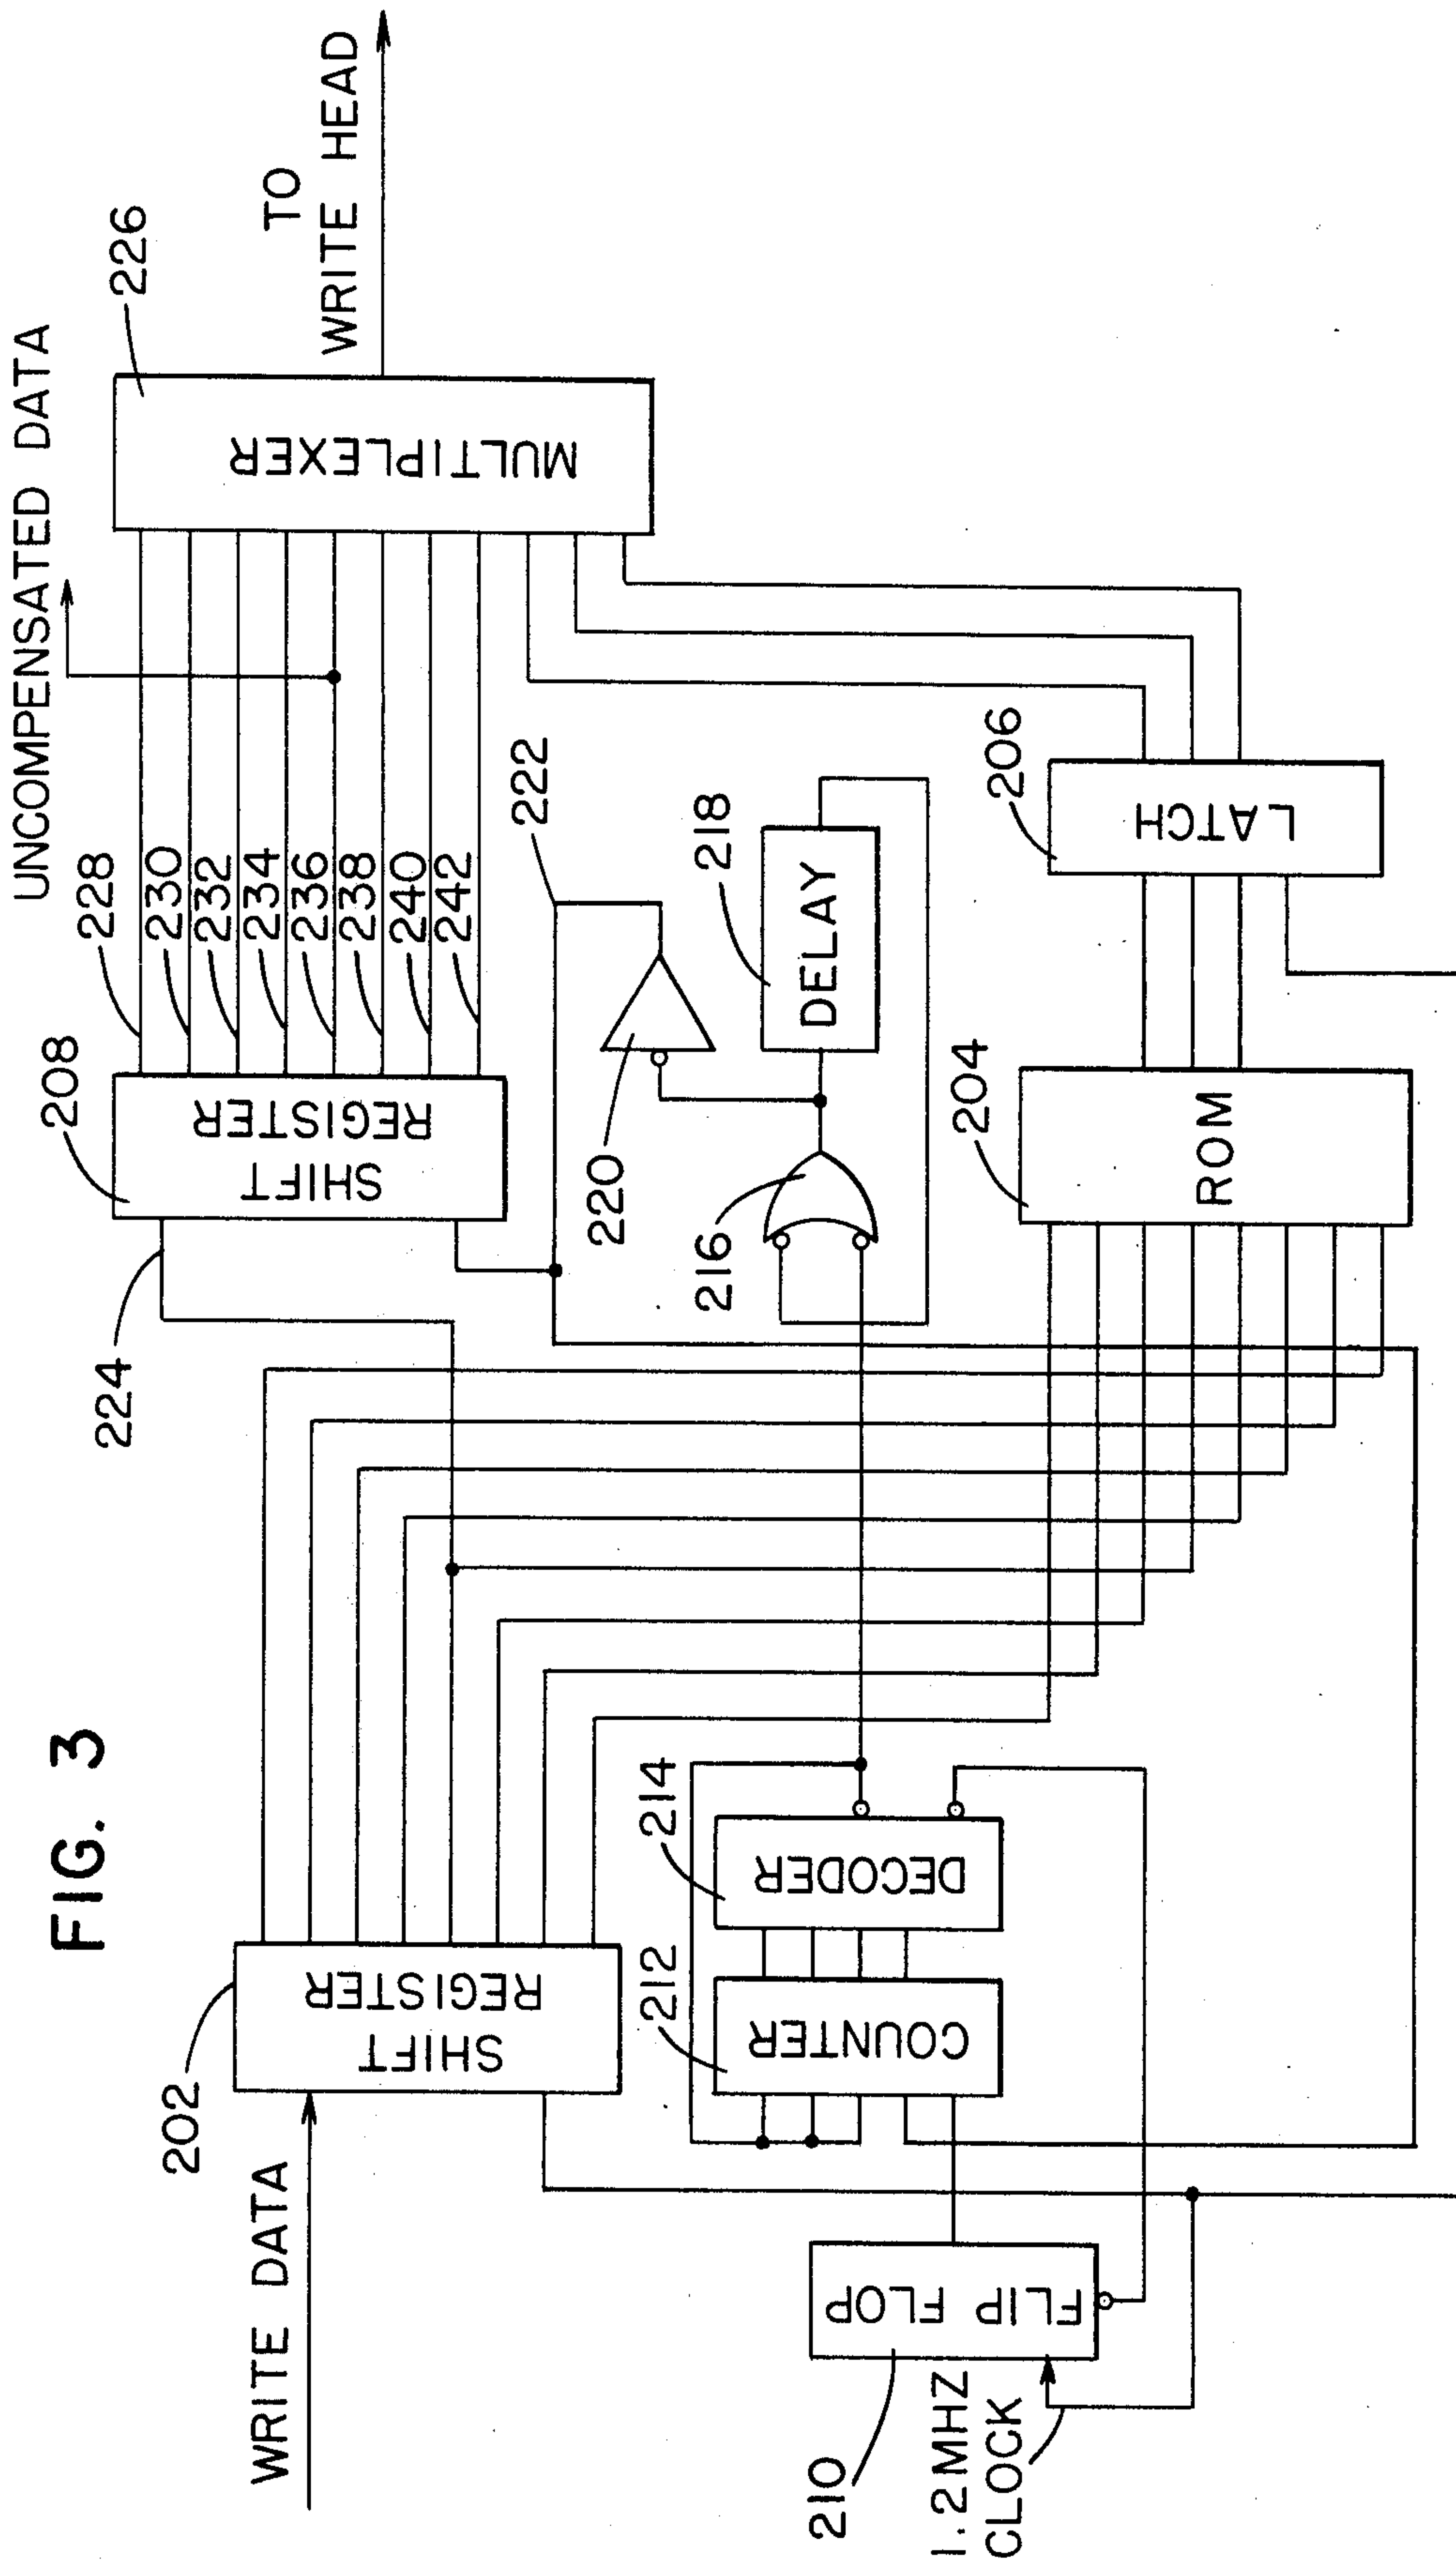 FIG. 3
UNCOMPENSATED DATA
226
TO
WRITE HEAD
MULTIPLEXER
228
230
232
234
236
238
240
242
208
SHIFT
REGISTER
224
222
220
218
DELAY
216
206
LATCH
204
ROM
202
SHIFT
REGISTER
WRITE DATA
214
DECODER
212
COUNTER
FLIP FLOP
210
1.2MHZ
CLOCK